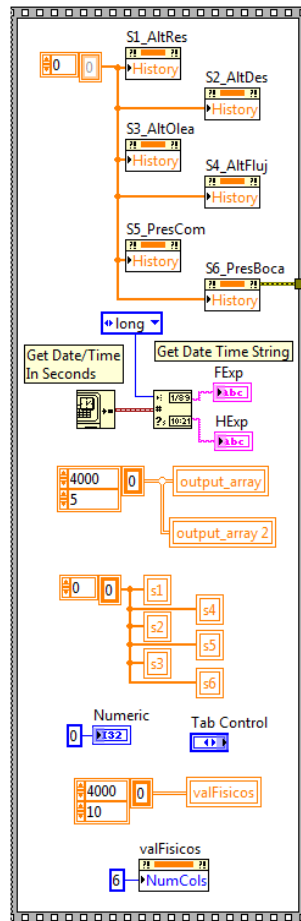 S1_AltRes
0 0
History
S2_AltDes
History
S3_AltOlea
History
S4_AltFluj
History
S5_PresCom
History
S6_PresBoca
History
long
Get Date/Time
In Seconds
Get Date Time String
FExp
abc
HExp
abc
4000 0
5
output_array
output_array 2
0 0
s1
s4
s2
s5
s3
s6
Numeric
0 I32
Tab Control
4000 0
10
valFisicos
valFisicos
6 NumCols